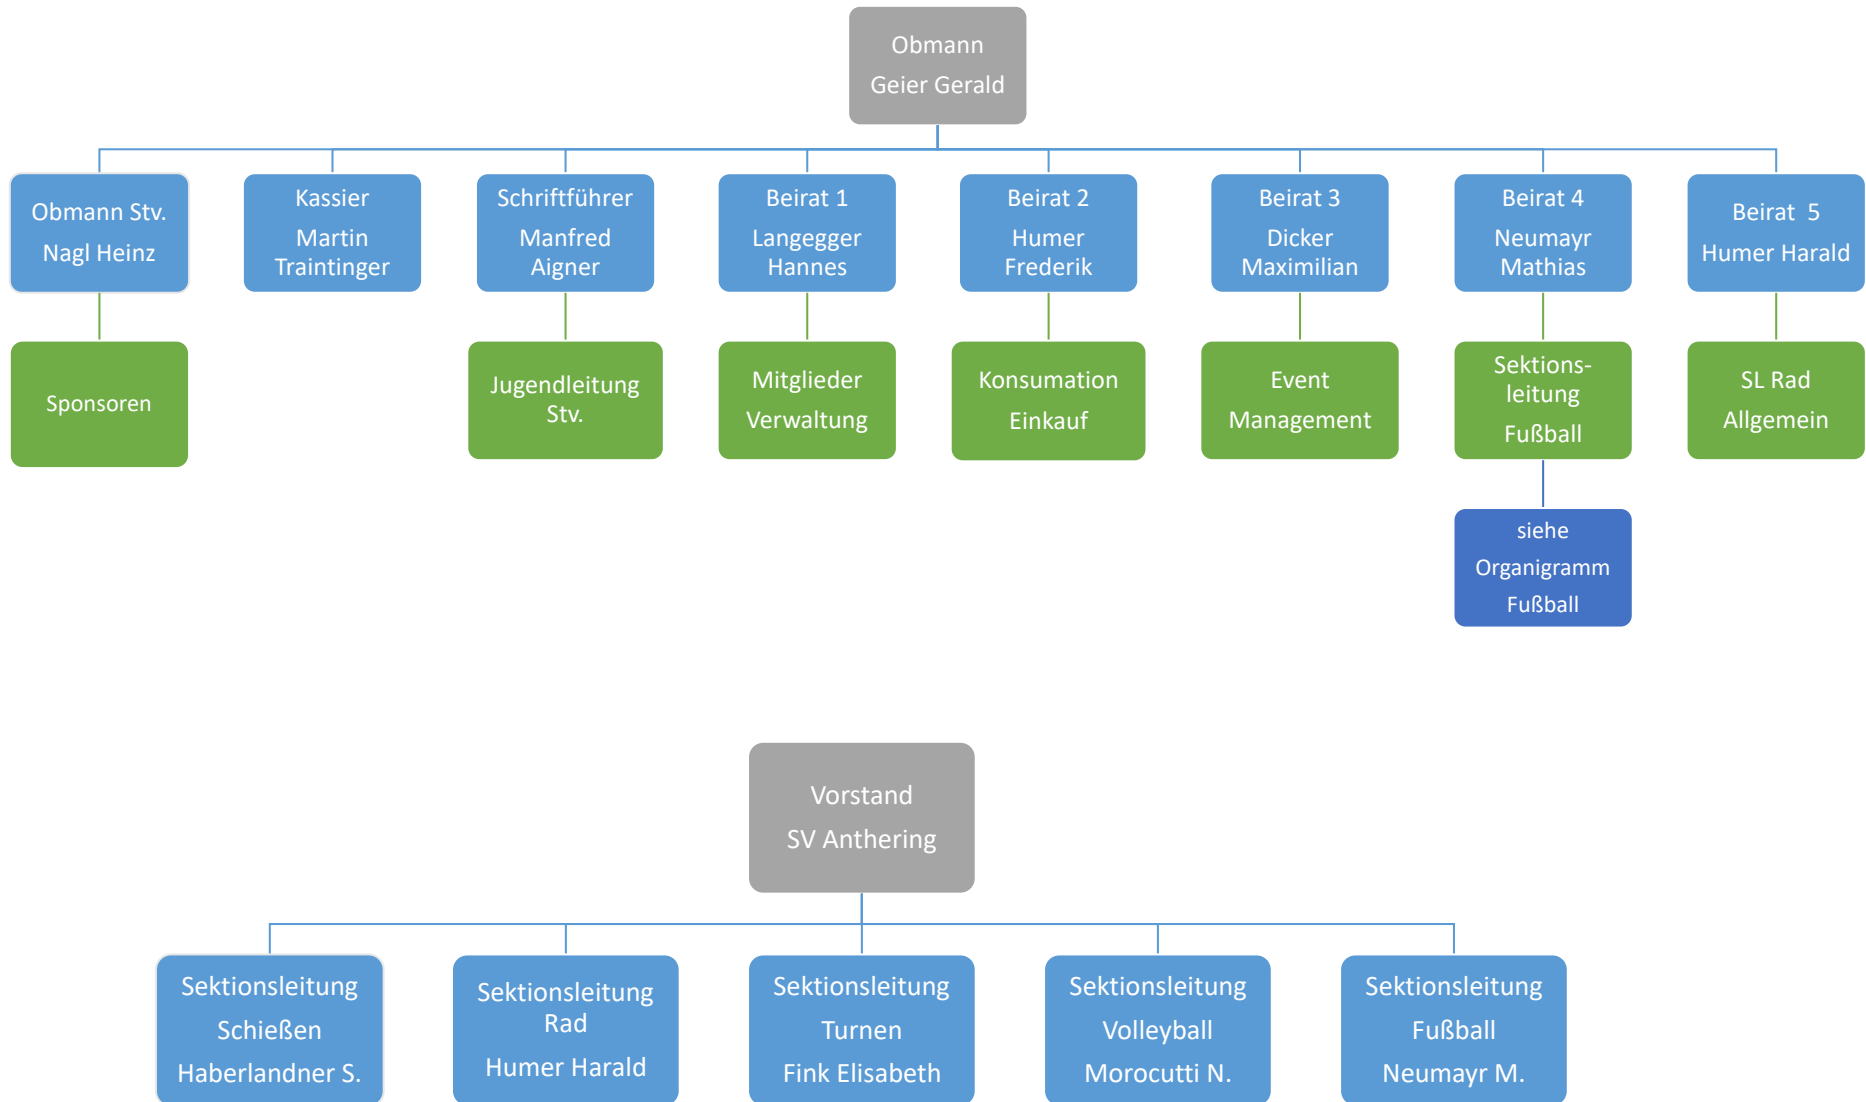 Obmann
Geier Gerald
Obmann Stv.
Nagl Heinz
Kassier
Martin
Traintinger
Schriftführer
Manfred
Aigner
Beirat 1
Langegger
Hannes
Beirat 2
Humer
Frederik
Beirat 3
Dicker
Maximilian
Beirat 4
Neumayr
Mathias
Beirat  5
Humer Harald
Sponsoren
Jugendleitung
Stv.
Mitglieder
Verwaltung
Konsumation
Einkauf
Event
Management
Sektions-
leitung
Fußball
SL Rad
Allgemein
siehe
Organigramm
Fußball
Vorstand
SV Anthering
Sektionsleitung
Schießen
Haberlandner S.
Sektionsleitung
Rad
Humer Harald
Sektionsleitung
Turnen
Fink Elisabeth
Sektionsleitung
Volleyball
Morocutti N.
Sektionsleitung
Fußball
Neumayr M.